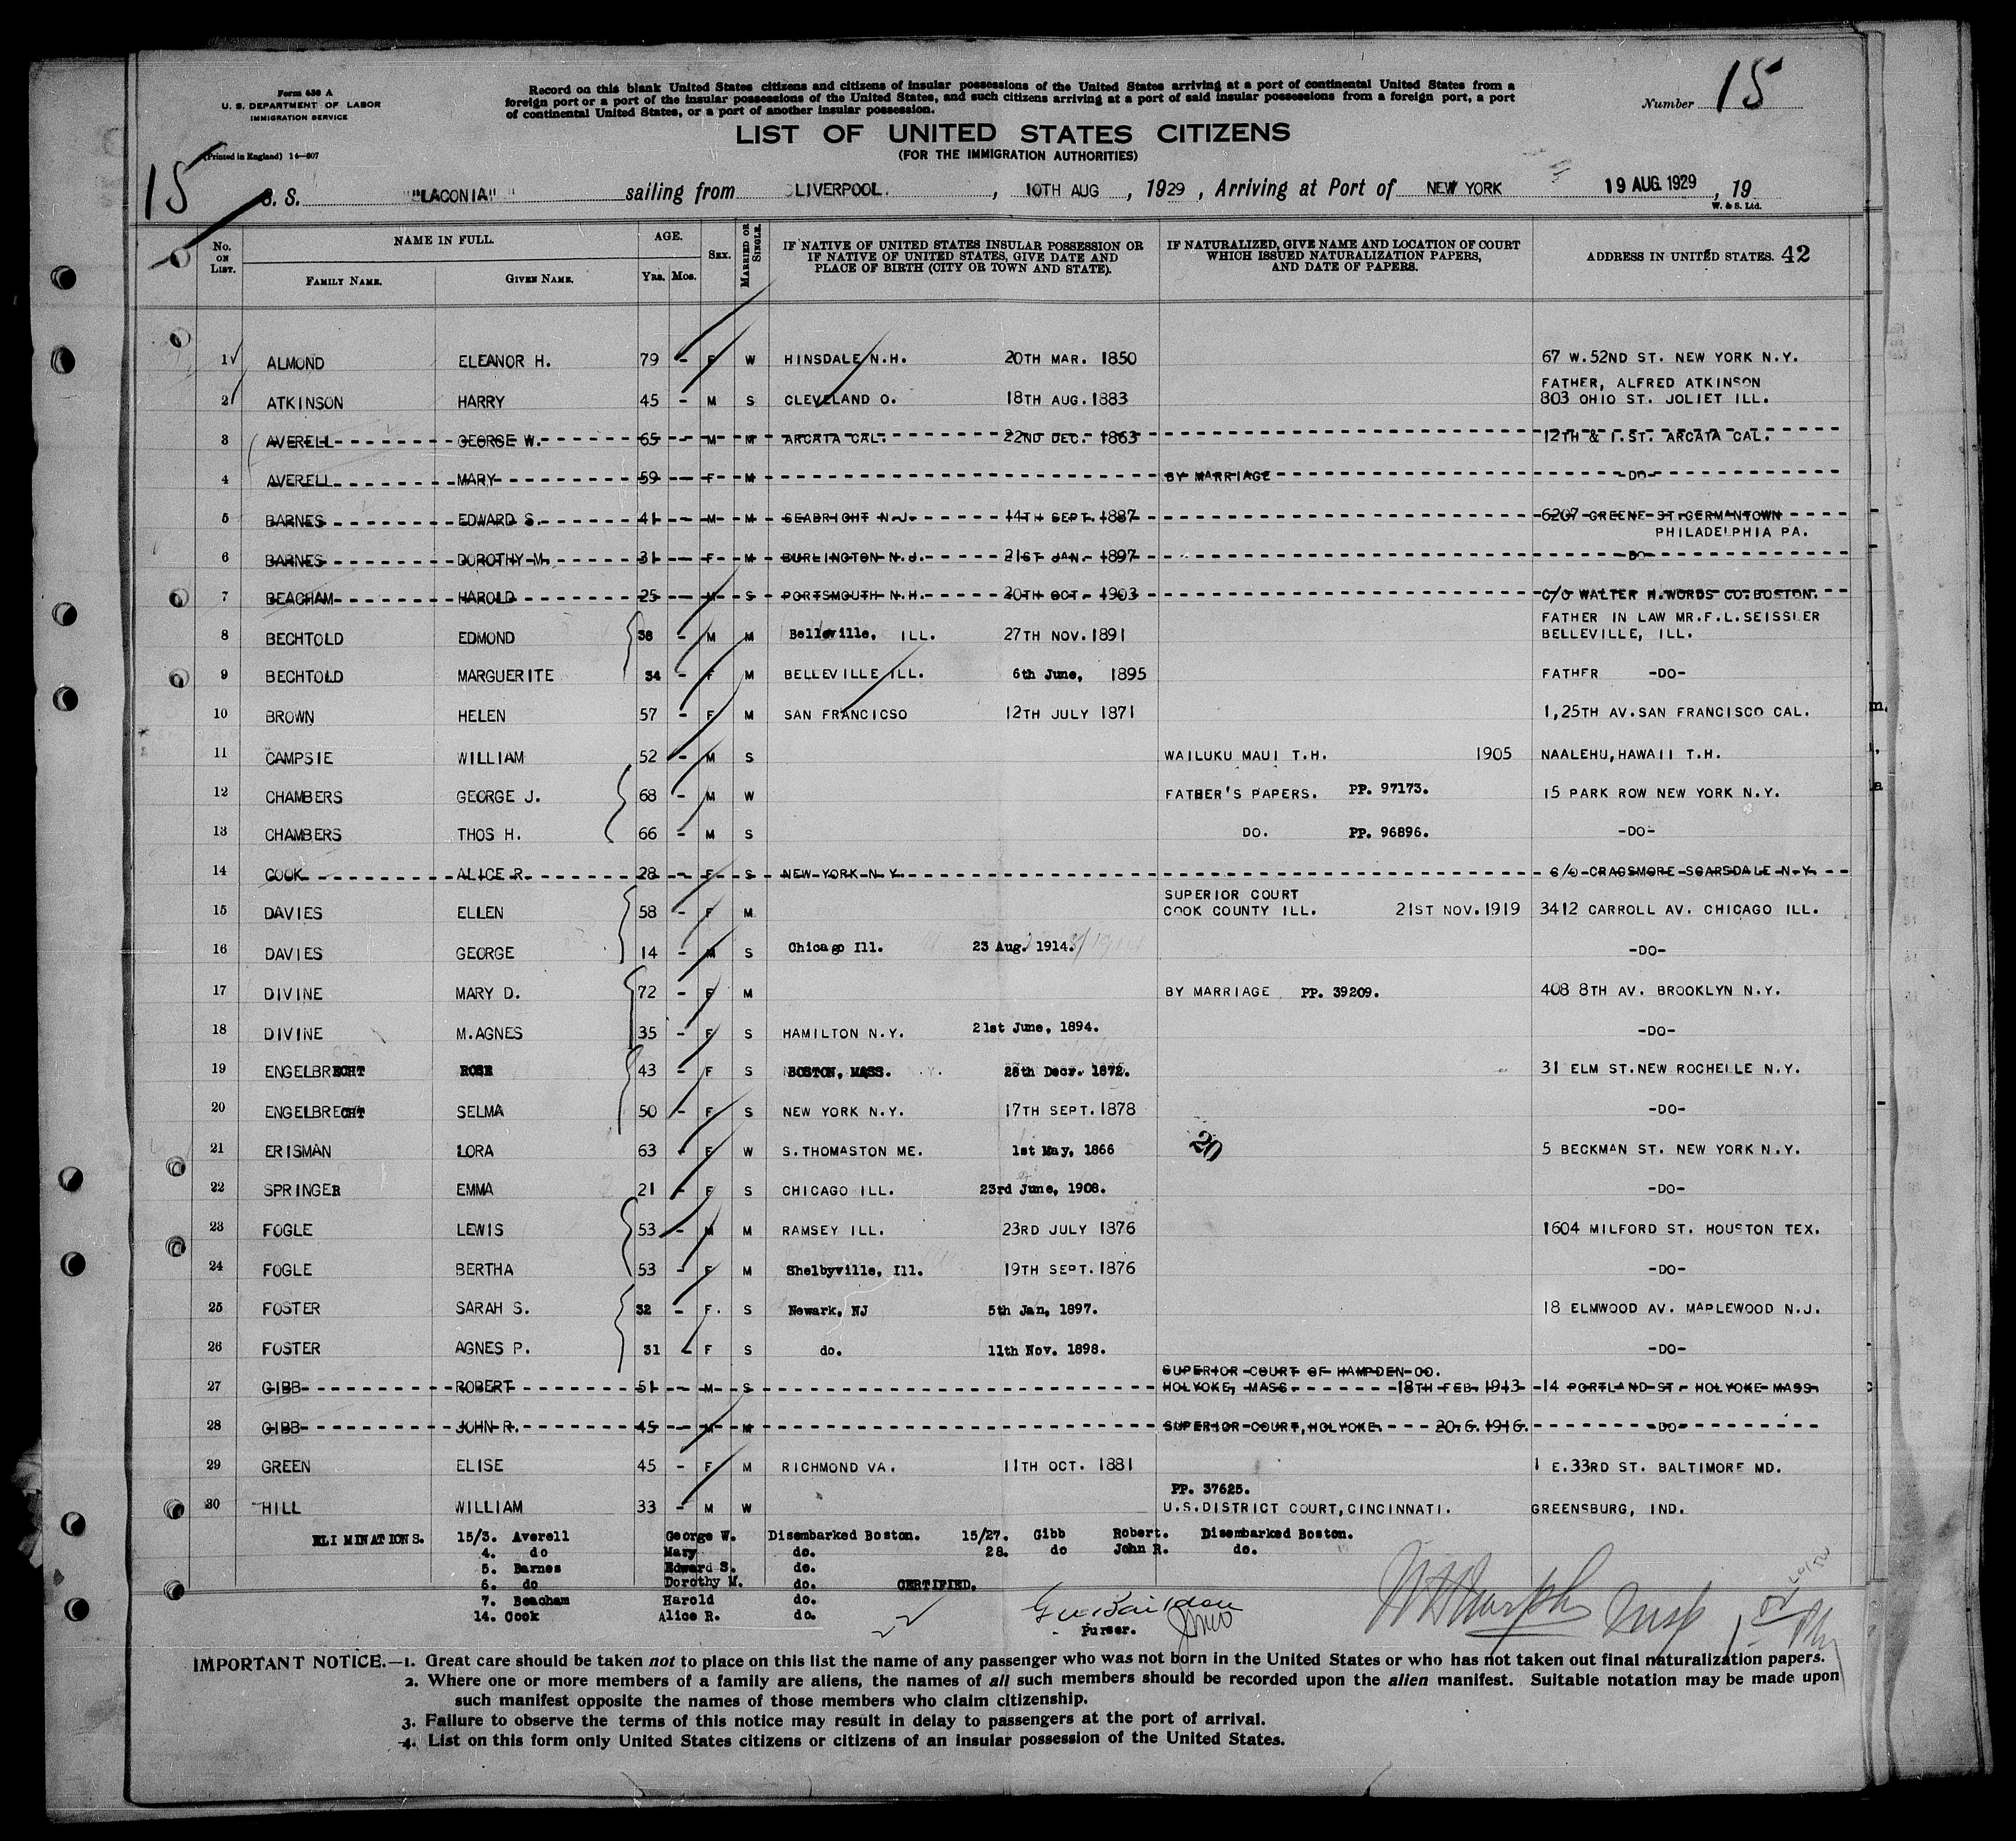 Form 630 A
U. S. DEPARTMENT OF LABOR
IMMIGRATION SERVICE
(Printed in England) 14—607
Record on this blank United States citizens and citizens of insular possessions of the United States arriving at a port of continental United States from a
foreign port or a port of the insular possessions of the United States, and such citizens arriving at a port of said insular possessions from a foreign port, a port
of continental United States, or a port of another insular possession.
Number 15
LIST OF UNITED STATES CITIZENS
(FOR THE IMMIGRATION AUTHORITIES)
15
S. S. "LACONIA" sailing from LIVERPOOL. , 10TH AUG , 1929 , Arriving at Port of NEW YORK 19 AUG. 1929 , 19
W. & S. Ltd.
No. ON LIST. NAME IN FULL. FAMILY NAME. GIVEN NAME. AGE. Yrs. Mos. SEX. MARRIED OR SINGLE. IF NATIVE OF UNITED STATES INSULAR POSSESSION OR IF NATIVE OF UNITED STATES, GIVE DATE AND PLACE OF BIRTH (CITY OR TOWN AND STATE). IF NATURALIZED, GIVE NAME AND LOCATION OF COURT WHICH ISSUED NATURALIZATION PAPERS, AND DATE OF PAPERS. ADDRESS IN UNITED STATES. 42
1 ALMOND ELEANOR H. 79 - F W HINSDALE N.H. 20TH MAR. 1850 67 W.52ND ST. NEW YORK N.Y.
FATHER, ALFRED ATKINSON
2 ATKINSON HARRY 45 - M S CLEVELAND O. 18TH AUG. 1883 803 OHIO ST. JOLIET ILL.
3 AVERELL GEORGE W. 65 - M M ARCATA CAL. 22ND DEC. 1863 12TH & I.ST. ARCATA CAL.
4 AVERELL MARY 59 - F M BY MARRIAGE -DO-
5 BARNES EDWARD S. 41 - M M SEABRIGHT N.J. 14TH SEPT. 1887 6207 GREENE ST.GERMANTOWN
PHILADELPHIA PA.
6 BARNES DOROTHY M. 31 - F M BURLINGTON N.J. 21ST JAN. 1897 -DO-
7 BEACHAM HAROLD 25 - M S PORTSMOUTH N.H. 20TH OCT. 1903 C/O WALTER H.WORDS CO.BOSTON.
FATHER IN LAW MR.F.L.SEISSLER
8 BECHTOLD EDMOND 38 - M M Belleville, ILL. 27TH NOV. 1891 BELLEVILLE, ILL.
9 BECHTOLD MARGUERITE 34 - F M BELLEVILLE ILL. 6th June, 1895 FATHER -DO-
10 BROWN HELEN 57 - F M SAN FRANCICSO 12TH JULY 1871 1,25TH AV.SAN FRANCISCO CAL.
11 CAMPSIE WILLIAM 52 - M S WAILUKU MAUI T.H. 1905 NAALEHU,HAWAII T.H.
12 CHAMBERS GEORGE J. 68 - M W FATHER'S PAPERS. PP. 97173. 15 PARK ROW NEW YORK N.Y.
13 CHAMBERS THOS H. 66 - M S DO. PP. 96896. -DO-
14 COOK ALICE R. 28 - F S NEW YORK N Y C/O CRAGSMORE SCARSDALE N.Y.
SUPERIOR COURT
15 DAVIES ELLEN 58 - F M COOK COUNTY ILL. 21ST NOV.1919 3412 CARROLL AV. CHICAGO ILL.
16 DAVIES GEORGE 14 - M S Chicago Ill. 23 Aug. 1914. -DO-
17 DIVINE MARY D. 72 - F M BY MARRIAGE PP. 39209. 408 8TH AV. BROOKLYN N.Y.
18 DIVINE M.AGNES 35 - F S HAMILTON N.Y. 21st June, 1894. -DO-
19 ENGELBRECHT ROSE 43 - F S BOSTON, MASS. 28th Decr. 1872. 31 ELM ST.NEW ROCHELLE N.Y.
20 ENGELBRECHT SELMA 50 - F S NEW YORK N.Y. 17TH SEPT. 1878 -DO-
21 ERISMAN LORA 63 - F W S.THOMASTON ME. 1st May, 1866 20 5 BECKMAN ST. NEW YORK N.Y.
22 SPRINGER EMMA 21 - F S CHICAGO ILL. 23rd June, 1908. -DO-
23 FOGLE LEWIS 53 - M M RAMSEY ILL. 23RD JULY 1876 1604 MILFORD ST. HOUSTON TEX.
24 FOGLE BERTHA 53 - F M Shelbyville, Ill. 19TH SEPT. 1876 -DO-
25 FOSTER SARAH S. 32 - F. S Newark, NJ 5th Jan, 1897. 18 ELMWOOD AV. MAPLEWOOD N.J.
26 FOSTER AGNES P. 31 - F S do. 11th Nov. 1898. -DO-
SUPERIOR COURT OF HAMPDEN CO.
27 GIBB ROBERT 51 - M S HOLYOKE, MASS. 18TH FEB. 1913 14 PORTLAND ST. HOLYOKE MASS.
28 GIBB JOHN R. 45 - M M SUPERIOR COURT,HOLYOKE. 20.6.1916. -DO-
29 GREEN ELISE 45 - F M RICHMOND VA. 11TH OCT. 1881 1 E.33RD ST. BALTIMORE MD.
PP. 37625.
30 HILL WILLIAM 33 - M W U.S.DISTRICT COURT,CINCINNATI. GREENSBURG, IND.
ELIMINATIONS. 15/3. Averell George W. Disembarked Boston. 15/27. Gibb Robert. Disembarked Boston.
4. do Mary do. 28. do John R. do.
5. Barnes Edward S. do.
6. do Dorothy M. do. CERTIFIED.
7. Beacham Harold do.
14. Cook Alice R. do.
Purser.
IMPORTANT NOTICE.—1. Great care should be taken not to place on this list the name of any passenger who was not born in the United States or who has not taken out final naturalization papers.
2. Where one or more members of a family are aliens, the names of all such members should be recorded upon the alien manifest. Suitable notation may be made upon
such manifest opposite the names of those members who claim citizenship.
3. Failure to observe the terms of this notice may result in delay to passengers at the port of arrival.
4. List on this form only United States citizens or citizens of an insular possession of the United States.